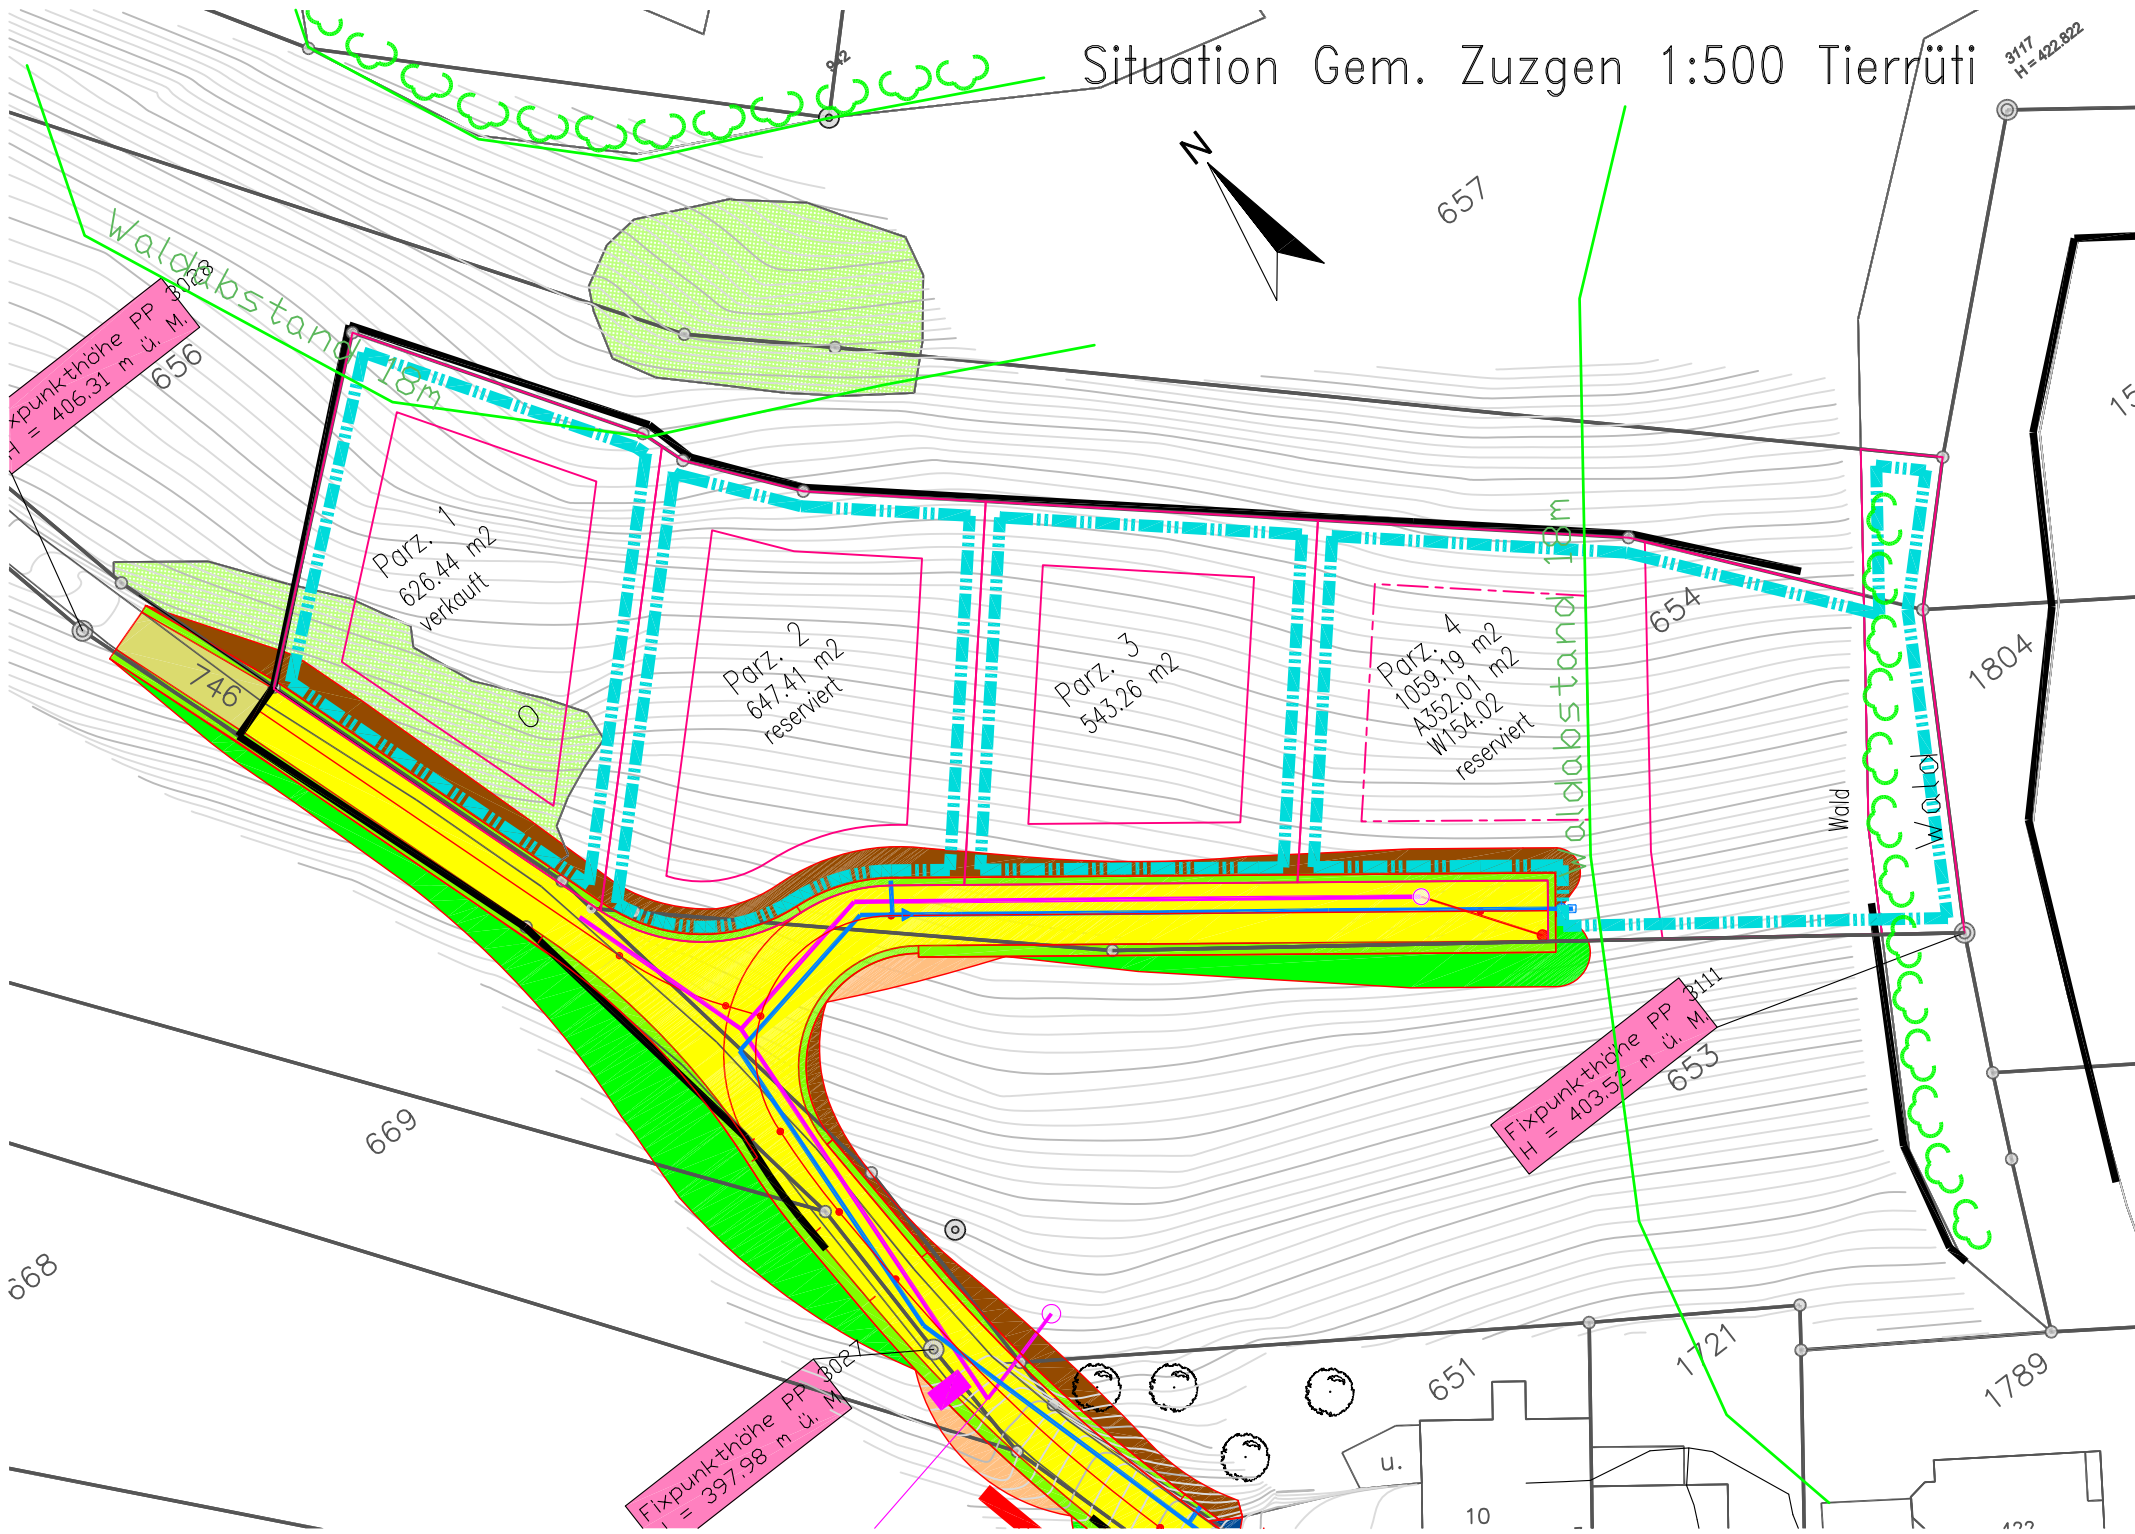 Situation Gem. Zuzgen 1:500 Tierrüti
3117
H = 422.822
942
N
657
Waldabstand 18m
3028
xpunkthöhe PP
H = 406.31 m ü. M.
656
Parz. 1
626.44 m2
verkauft
Parz. 2
647.41 m2
reserviert
Parz. 3
543.26 m2
Parz. 4
1059.19 m2
A352.01 m2
W154.02
reserviert
Waldabstand 18m
654
1804
746
Wald
Wald
Fixpunkthöhe PP 3111
H = 403.52 m ü. M.
653
669
668
Fixpunkthöhe PP 3027
= 397.98 m ü. M.
651
1721
1789
u.
10